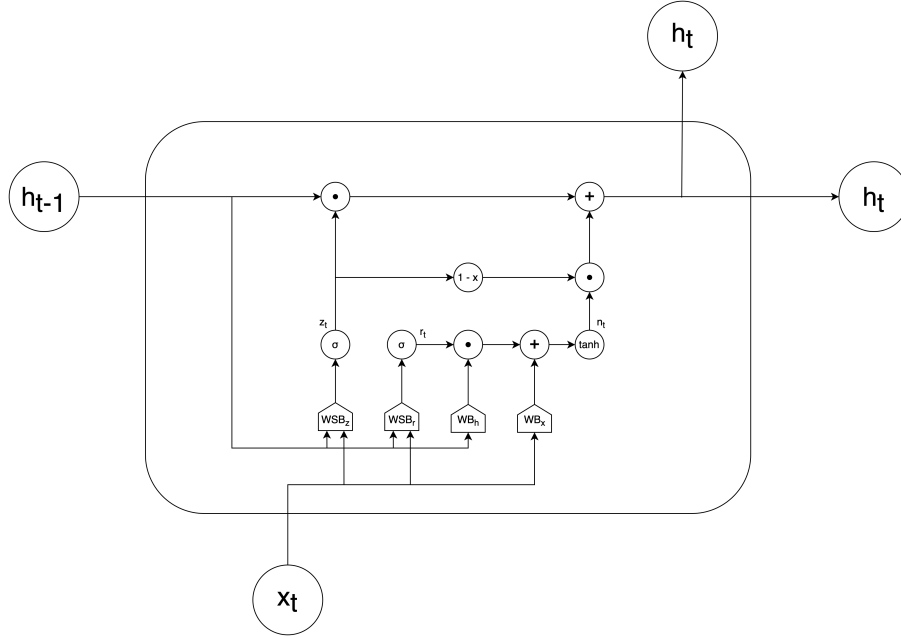 h_t
h_{t-1}
•
+
h_t
1 - x
•
z_t
r_t
n_t
σ
σ
•
+
tanh
WSB_z
WSB_r
WB_h
WB_x
x_t